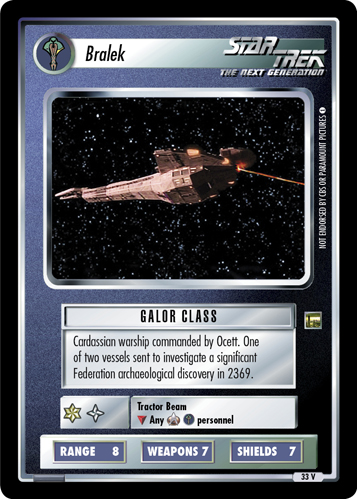 Bralek
STAR TREK
THE NEXT GENERATION
NOT ENDORSED BY CBS OR PARAMOUNT PICTURES
GALOR CLASS
Cardassian warship commanded by Ocett. One
of two vessels sent to investigate a significant
Federation archaeological discovery in 2369.
Tractor Beam
Any personnel
RANGE 8
WEAPONS 7
SHIELDS 7
33 V